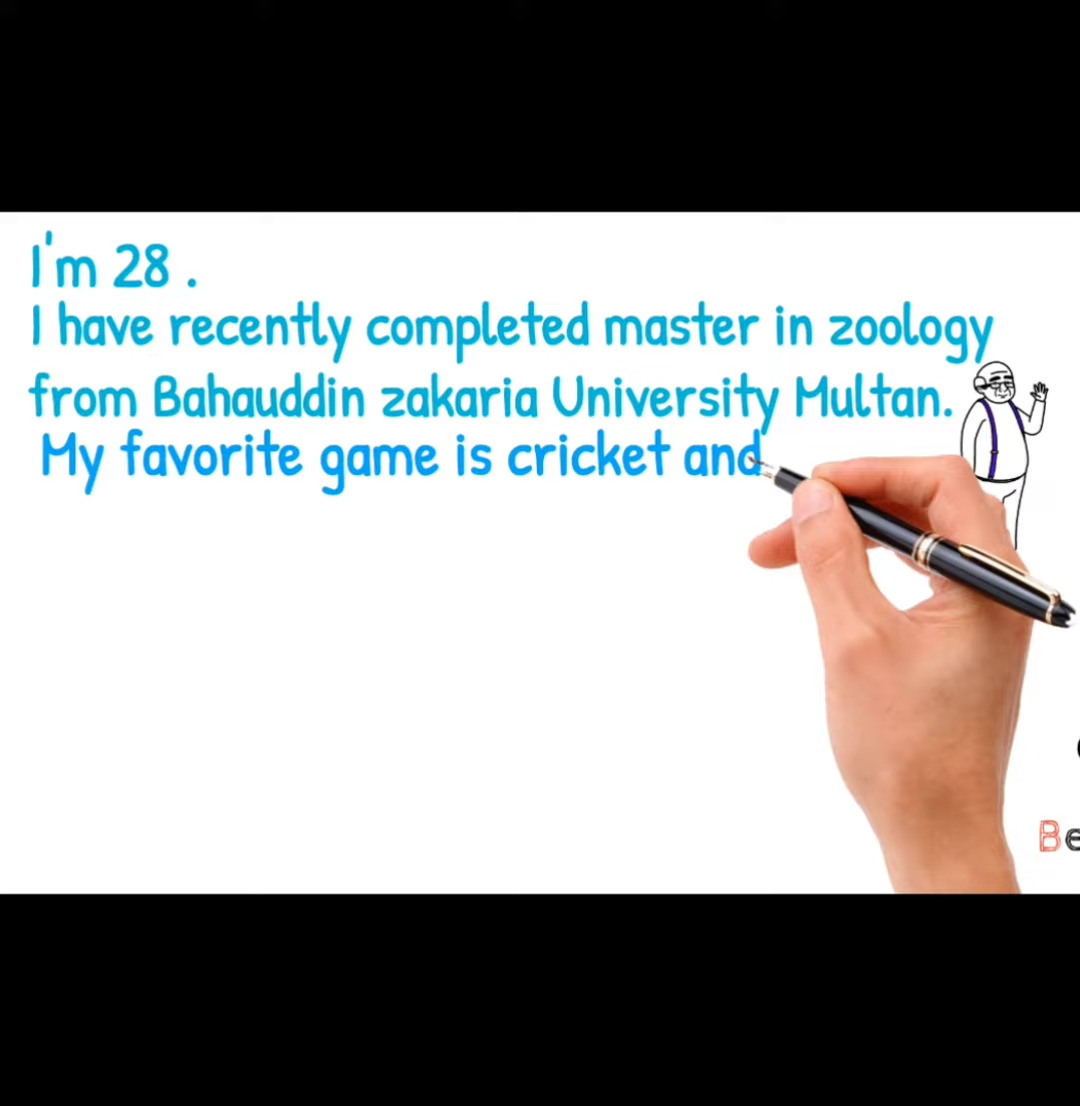 I'm 28 .
I have recently completed master in zoology
from Bahauddin zakaria University Multan.
My favorite game is cricket and